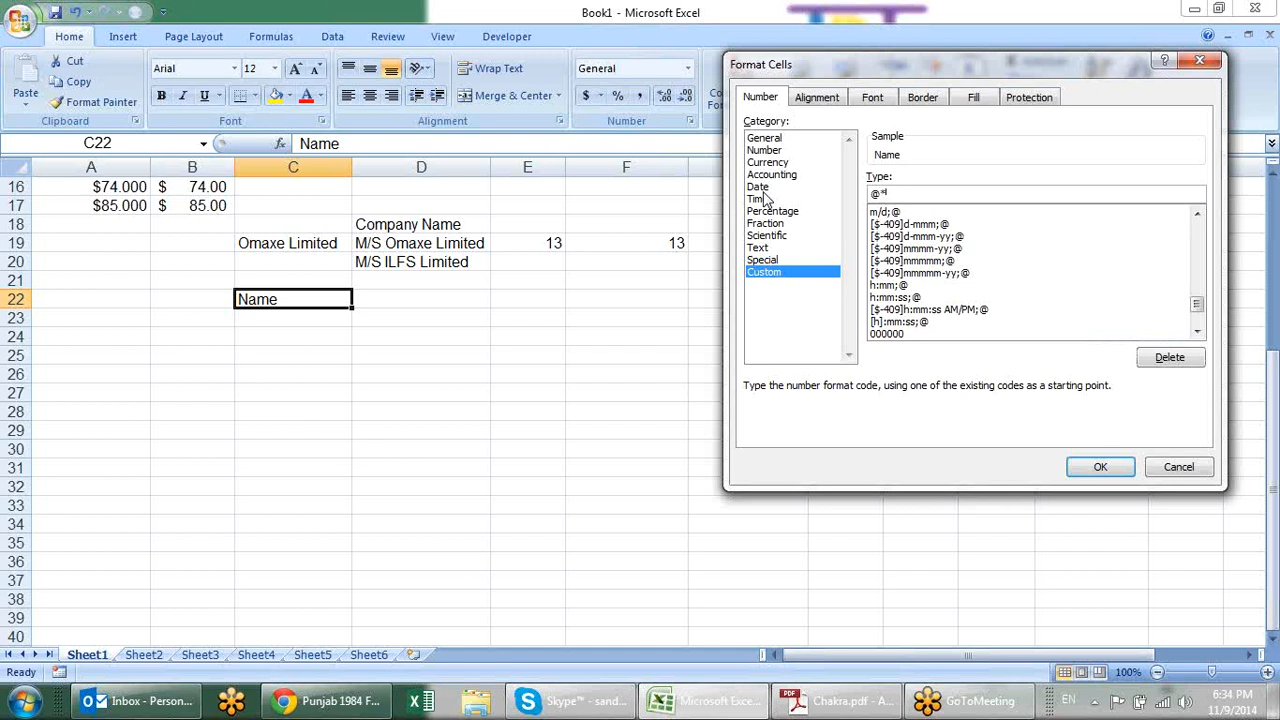 Book1 - Microsoft Excel
Home Insert Page Layout Formulas Data Review View Developer
Paste
Cut
Copy
Format Painter
Clipboard
Arial 12
B I U
Font
Wrap Text
Merge & Center
Alignment
General
$ % ,
Number
C22 fx Name
A B C D E F
16 $74.000 $ 74.00
17 $85.000 $ 85.00
18 Company Name
19 Omaxe Limited M/S Omaxe Limited 13 13
20 M/S ILFS Limited
21
22 Name
23
24
25
26
27
28
29
30
31
32
33
34
35
36
37
38
39
40
Format Cells
Number Alignment Font Border Fill Protection
Category:
General
Number
Currency
Accounting
Date
Percentage
Fraction
Scientific
Text
Special
Custom
Sample
Name
Type:
@*
m/d;@
[$-409]d-mmm;@
[$-409]d-mmm-yy;@
[$-409]mmmm-yy;@
[$-409]mmmmm;@
[$-409]mmmmm-yy;@
h:mm;@
h:mm:ss;@
[$-409]h:mm:ss AM/PM;@
[h]:mm:ss;@
000000
Delete
Type the number format code, using one of the existing codes as a starting point.
OK Cancel
Sheet1 Sheet2 Sheet3 Sheet4 Sheet5 Sheet6
Ready 100%
Inbox - Person... Punjab 1984 F... Skype™ - sand... Microsoft Exce... Chakra.pdf - A... GoToMeeting EN
6:34 PM
11/9/2014